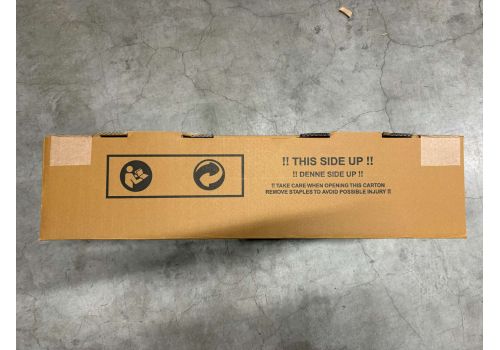 !! THIS SIDE UP !!
!! DENNE SIDE UP !!
!! TAKE CARE WHEN OPENING THIS CARTON
REMOVE STAPLES TO AVOID POSSIBLE INJURY !!